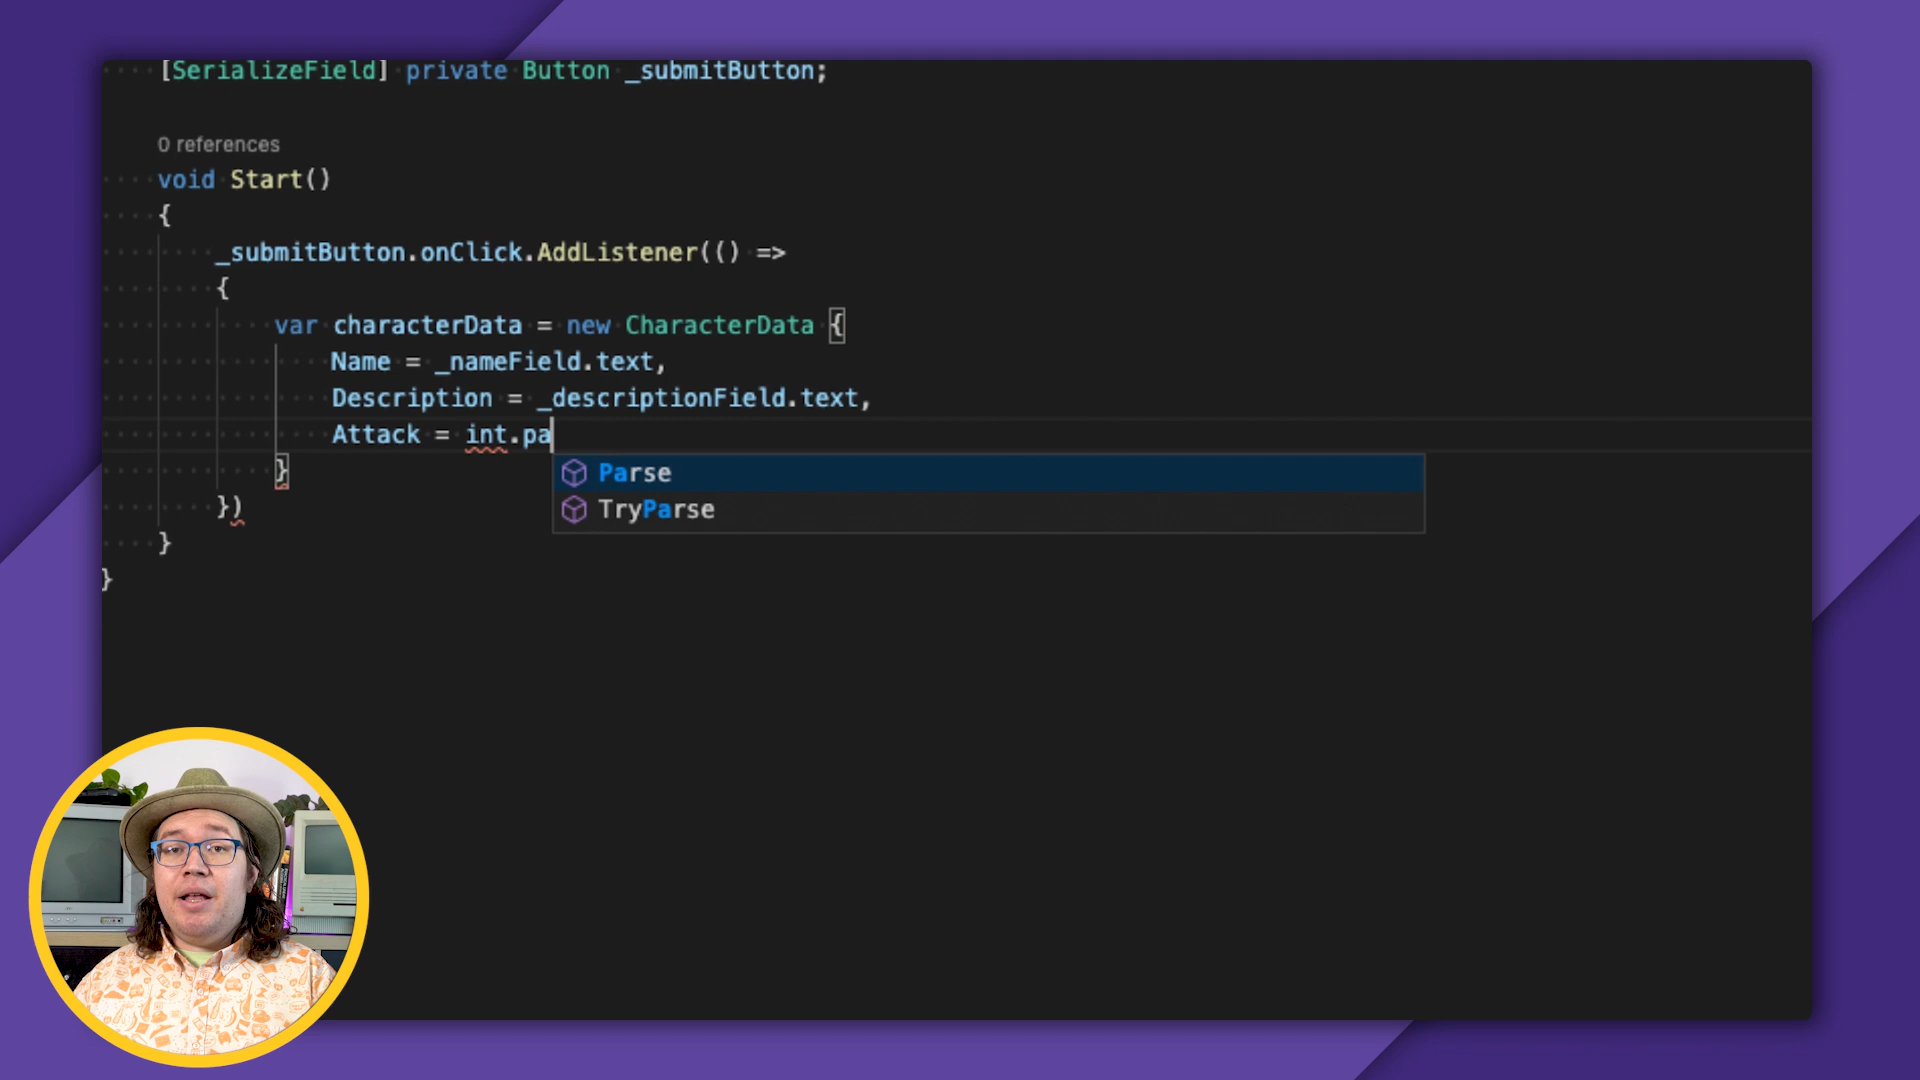 [SerializeField] private Button _submitButton;
0 references
void Start()
{
_submitButton.onClick.AddListener(() =>
{
var characterData = new CharacterData {
Name = _nameField.text,
Description = _descriptionField.text,
Attack = int.pa
Parse
TryParse
}
})
}
}